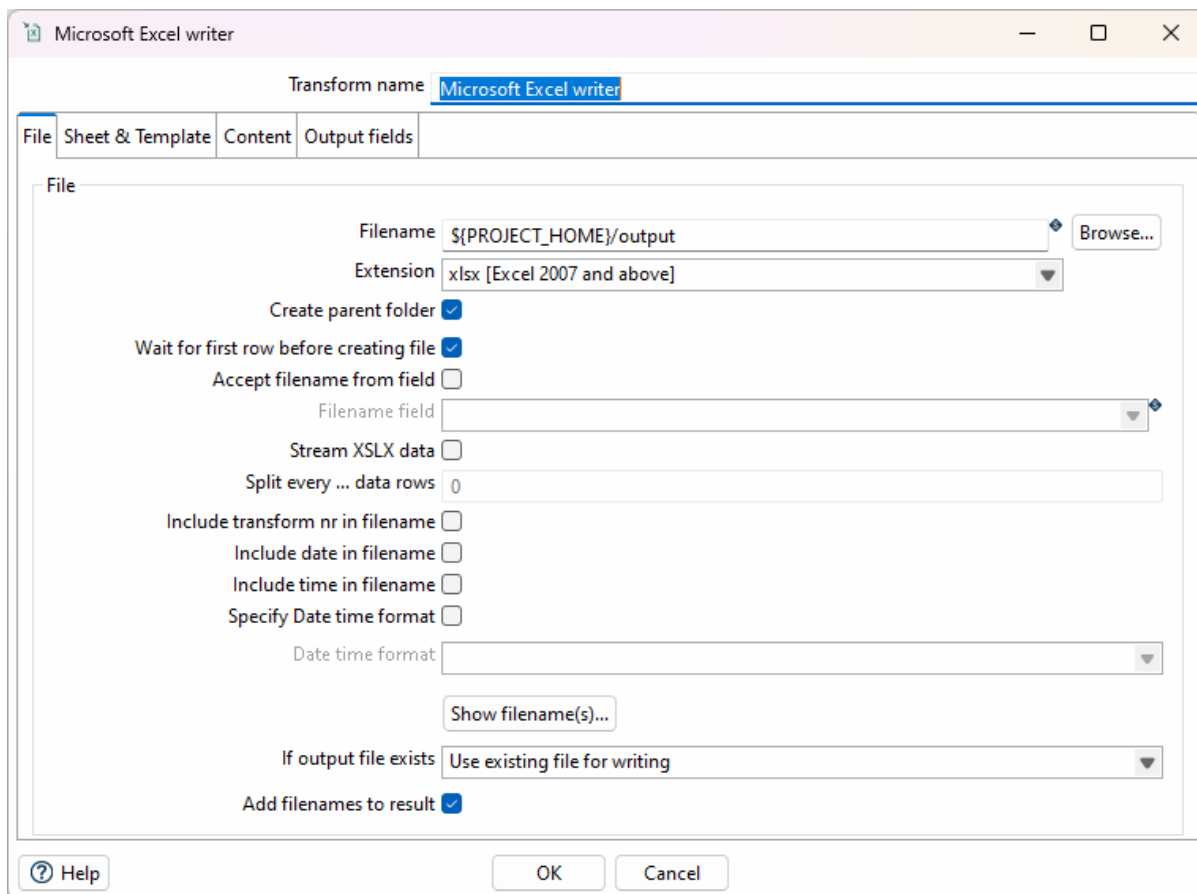 Microsoft Excel writer
Transform name Microsoft Excel writer
File Sheet & Template Content Output fields
File
Filename ${PROJECT_HOME}/output Browse...
Extension xlsx [Excel 2007 and above]
Create parent folder
Wait for first row before creating file
Accept filename from field
Filename field
Stream XSLX data
Split every ... data rows 0
Include transform nr in filename
Include date in filename
Include time in filename
Specify Date time format
Date time format
Show filename(s)...
If output file exists Use existing file for writing
Add filenames to result
Help OK Cancel